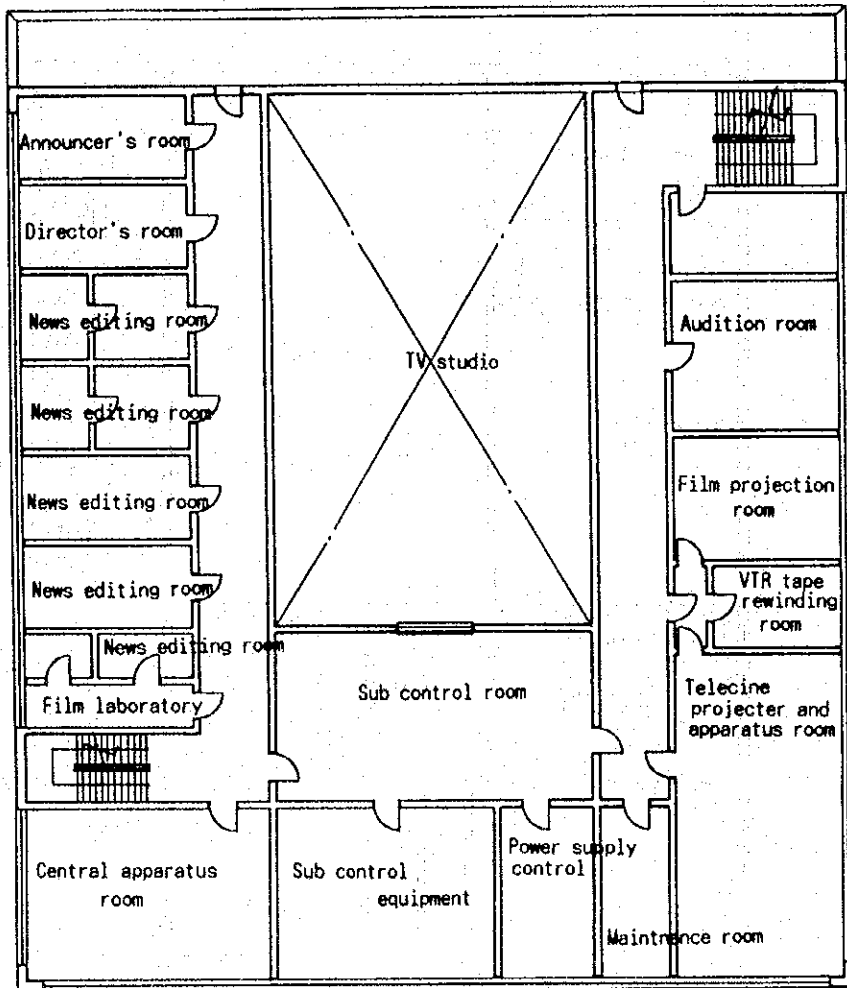 Announcer's room
Director's room
News editing room
News editing room
News editing room
News editing room
News editing room
Film laboratory
TV studio
Audition room
Film projection
room
VTR tape
rewinding
room
Sub control room
Telecine
projecter and
apparatus room
Central apparatus
room
Sub control
equipment
Power supply
control
Maintnance room